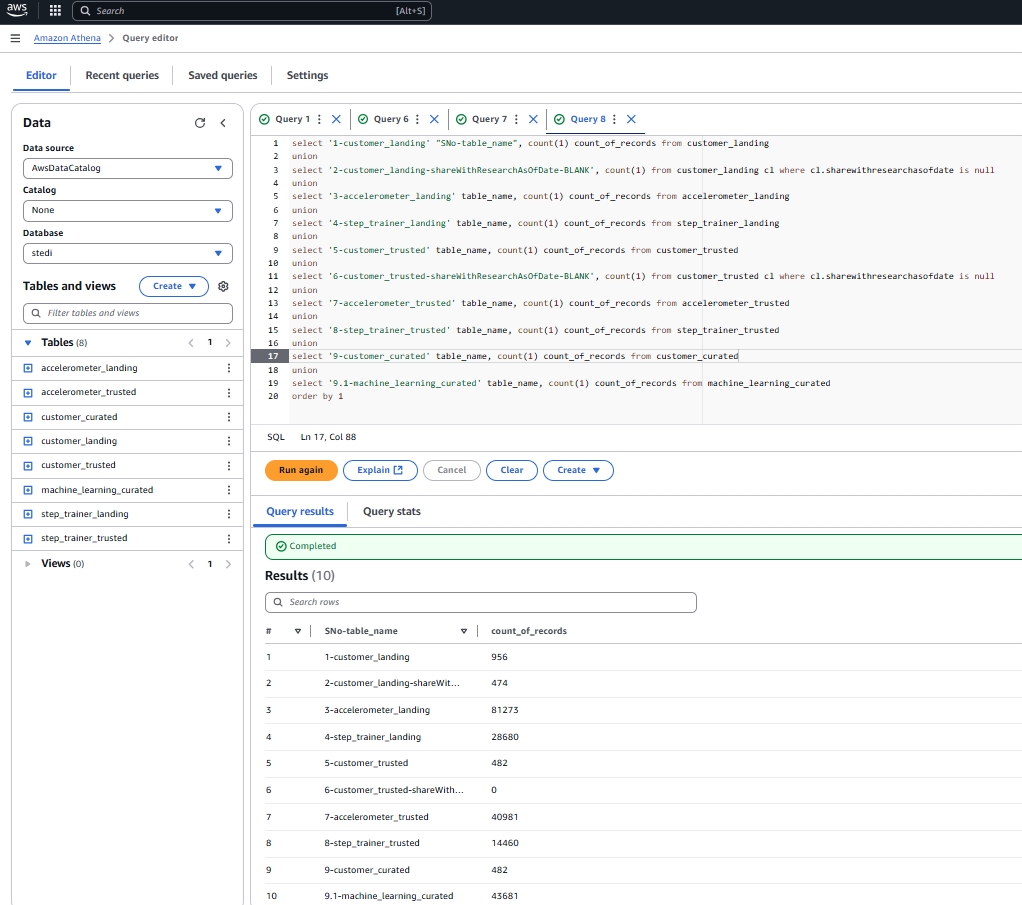 aws
Search [Alt+S]
Amazon Athena > Query editor
Editor
Recent queries
Saved queries
Settings
Data
Data source
AwsDataCatalog
Catalog
None
Database
stedi
Tables and views
Create
Filter tables and views
Tables (8)
1
accelerometer_landing
accelerometer_trusted
customer_curated
customer_landing
customer_trusted
machine_learning_curated
step_trainer_landing
step_trainer_trusted
Views (0)
1
Query 1
Query 6
Query 7
Query 8
1 select '1-customer_landing' "SNo-table_name", count(1) count_of_records from customer_landing
2 union
3 select '2-customer_landing-shareWithResearchAsOfDate-BLANK', count(1) from customer_landing cl where cl.sharewithresearchasofdate is null
4 union
5 select '3-accelerometer_landing' table_name, count(1) count_of_records from accelerometer_landing
6 union
7 select '4-step_trainer_landing' table_name, count(1) count_of_records from step_trainer_landing
8 union
9 select '5-customer_trusted' table_name, count(1) count_of_records from customer_trusted
10 union
11 select '6-customer_trusted-shareWithResearchAsOfDate-BLANK', count(1) count_of_records from customer_trusted cl where cl.sharewithresearchasofdate is null
12 union
13 select '7-accelerometer_trusted' table_name, count(1) count_of_records from accelerometer_trusted
14 union
15 select '8-step_trainer_trusted' table_name, count(1) count_of_records from step_trainer_trusted
16 union
17 select '9-customer_curated' table_name, count(1) count_of_records from customer_curated
18 union
19 select '9.1-machine_learning_curated' table_name, count(1) count_of_records from machine_learning_curated
20 order by 1
SQL Ln 17, Col 88
Run again
Explain
Cancel
Clear
Create
Query results
Query stats
Completed
Results (10)
Search rows
# SNo-table_name count_of_records
1 1-customer_landing 956
2 2-customer_landing-shareWit... 474
3 3-accelerometer_landing 81273
4 4-step_trainer_landing 28680
5 5-customer_trusted 482
6 6-customer_trusted-shareWith... 0
7 7-accelerometer_trusted 40981
8 8-step_trainer_trusted 14460
9 9-customer_curated 482
10 9.1-machine_learning_curated 43681